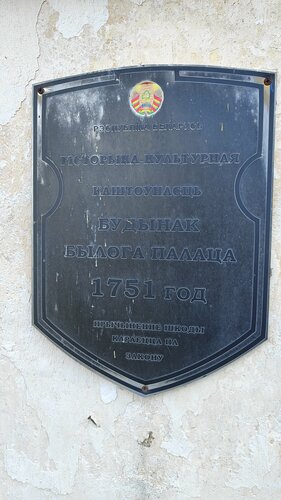 РЭСПУБЛІКА БЕЛАРУСЬ
ГІСТОРЫКА-КУЛЬТУРНАЯ
КАШТОЎНАСЦЬ
БУДЫНАК
БЫЛОГА ПАЛАЦА
1751 ГОД
ПРЫЧЫНЕННЕ ШКОДЫ
КАРАЕЦЦА ПА
ЗАКОНУ